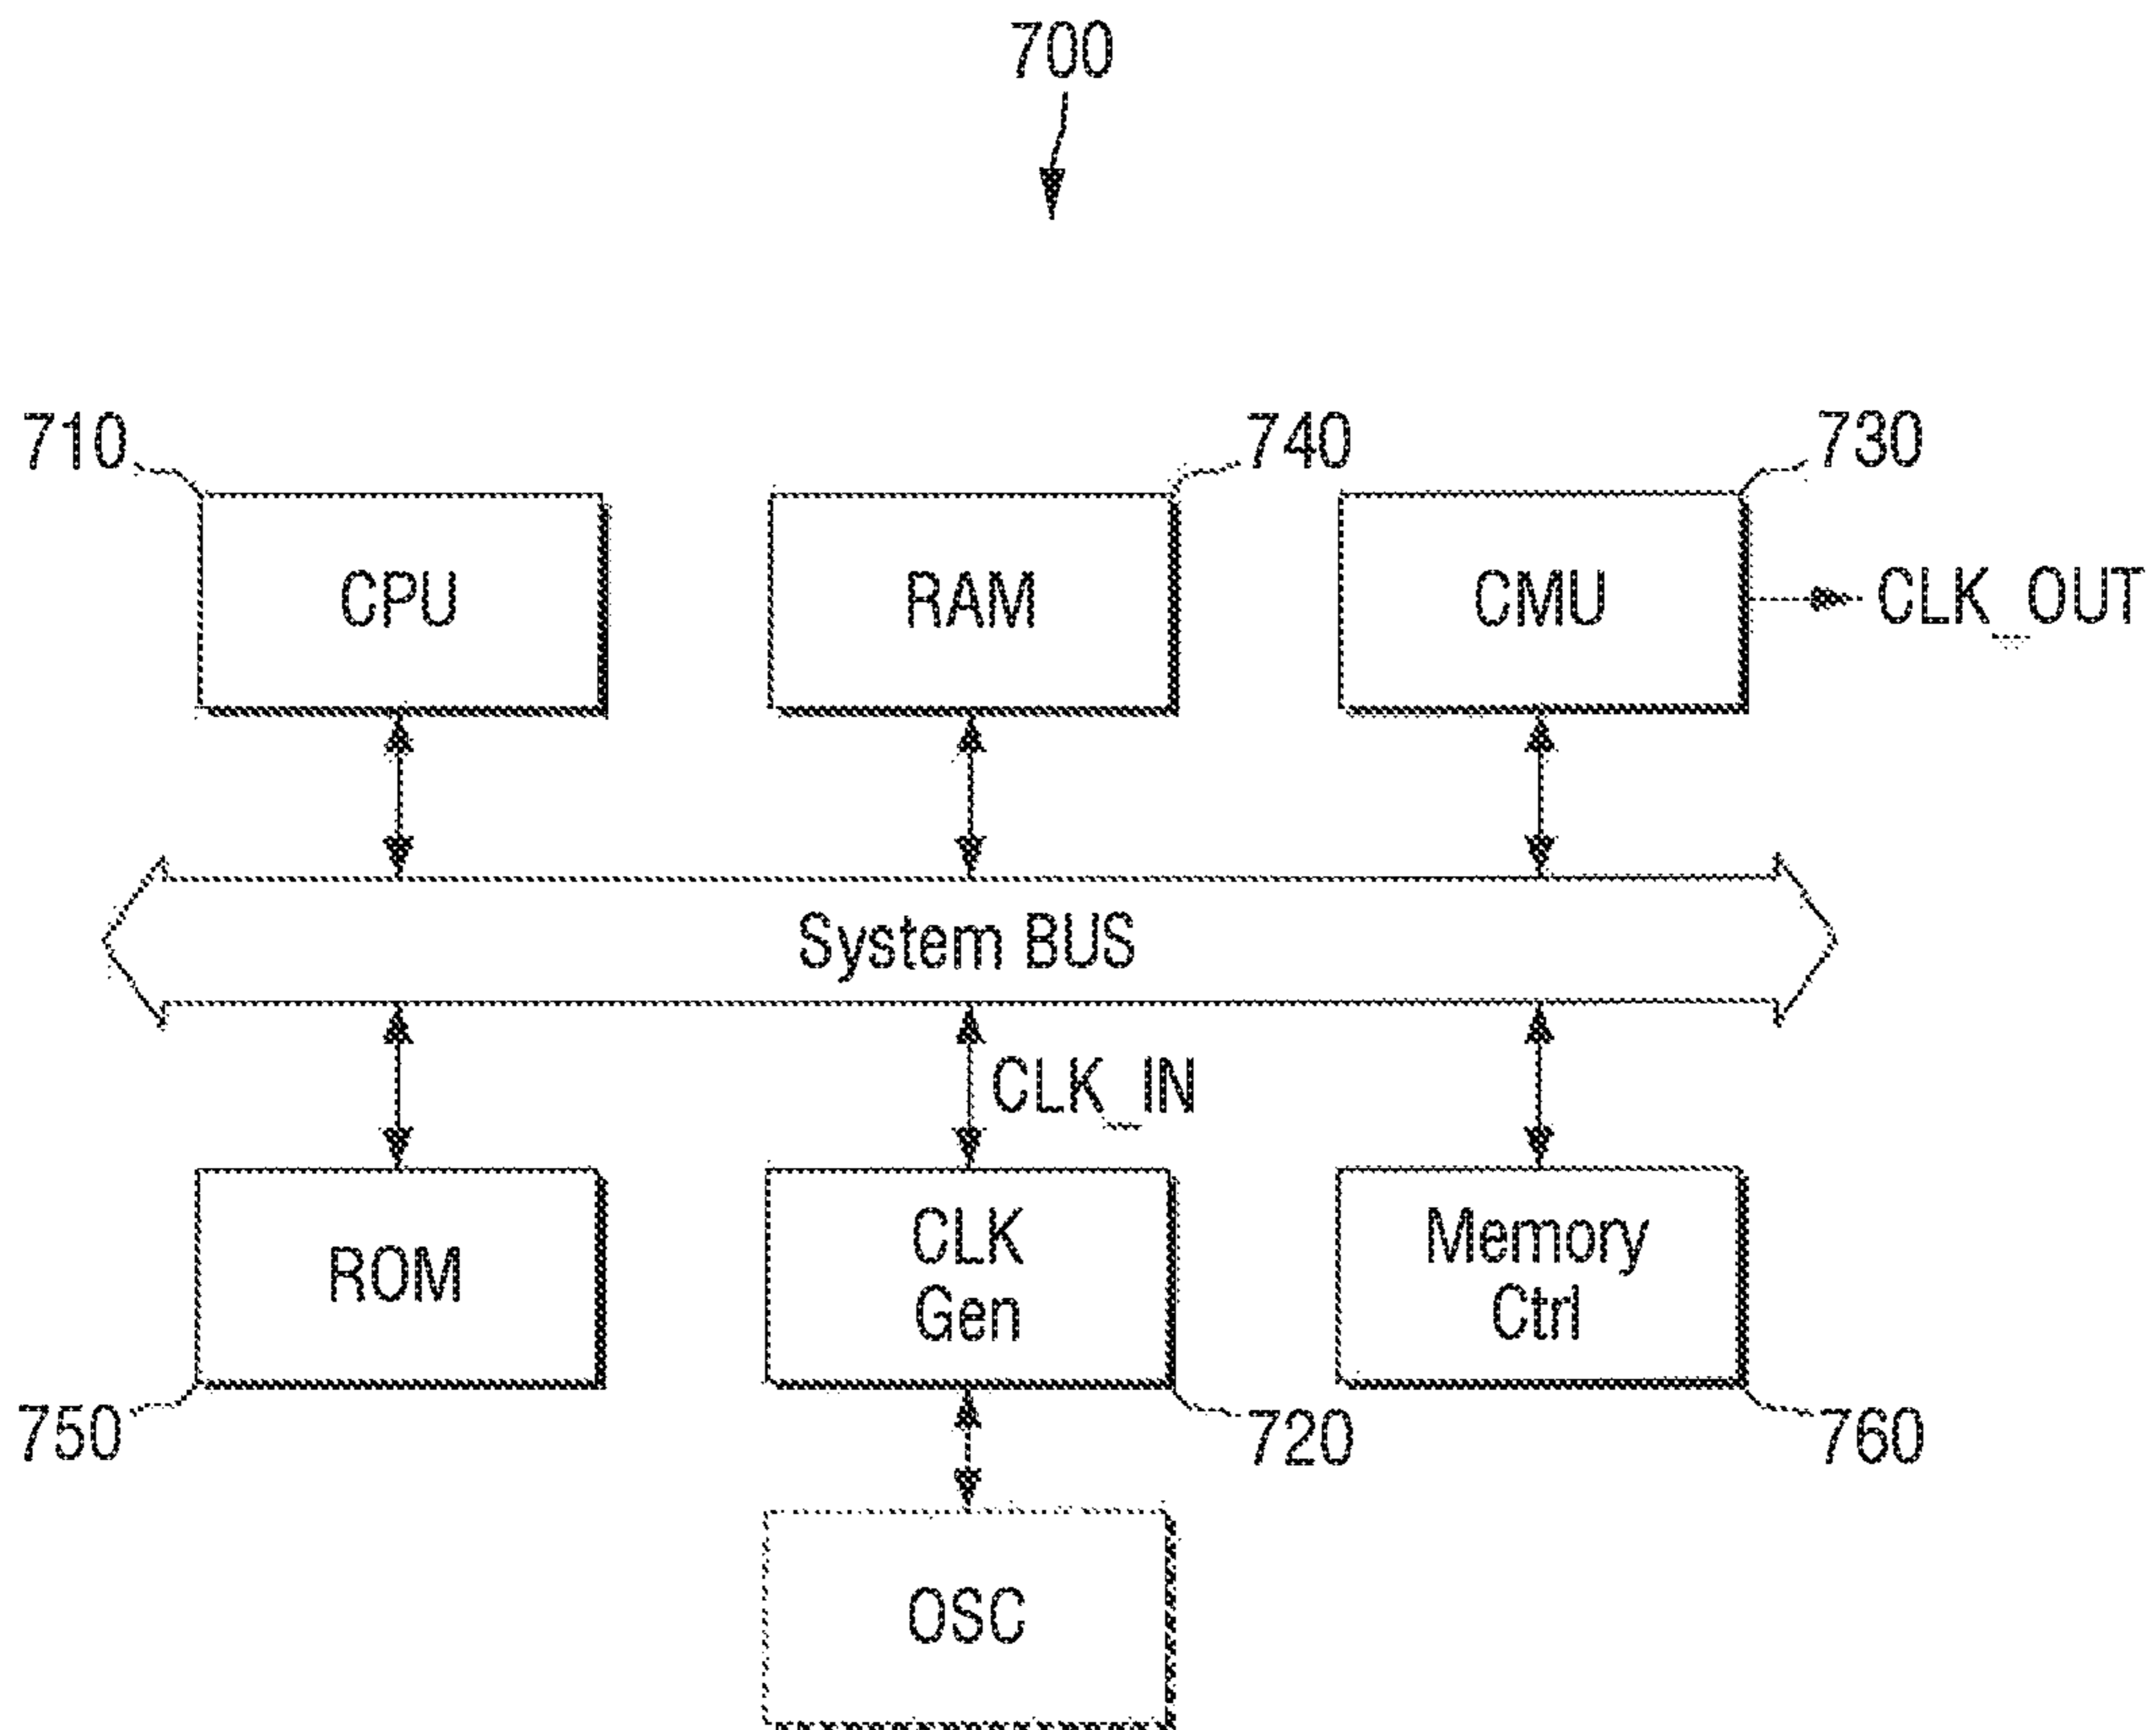 700
710
740
730
CPU
RAM
CMU
CLK_OUT
System BUS
CLK_IN
ROM
CLK
Gen
Memory
Ctrl
750
720
760
OSC